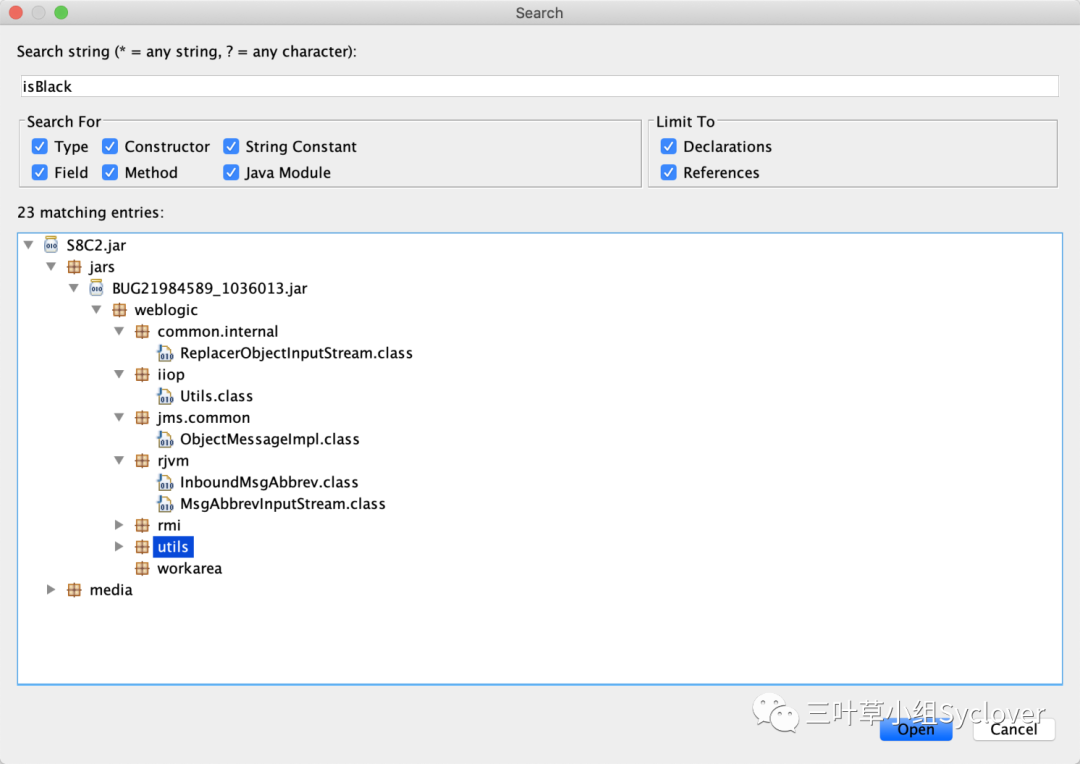 Search
Search string (* = any string, ? = any character):
isBlack
Search For
Limit To
Type Constructor String Constant
Declarations
Field Method Java Module
References
23 matching entries:
S8C2.jar
jars
BUG21984589_1036013.jar
weblogic
common.internal
ReplacerObjectInputStream.class
iiop
Utils.class
jms.common
ObjectMessageImpl.class
rjvm
InboundMsgAbbrev.class
MsgAbbrevInputStream.class
rmi
utils
workarea
media
三叶草小组Syclover
Open Cancel